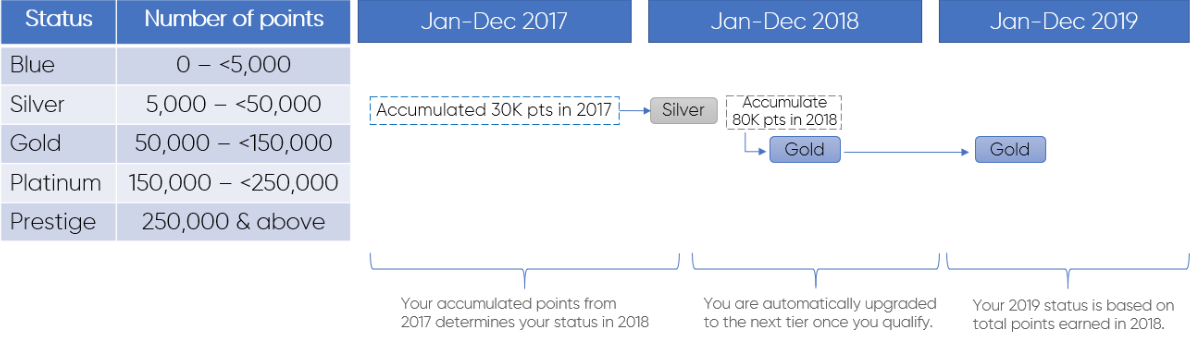 Status Number of points
Blue 0 – <5,000
Silver 5,000 – <50,000
Gold 50,000 – <150,000
Platinum 150,000 – <250,000
Prestige 250,000 & above
Jan-Dec 2017 Jan-Dec 2018 Jan-Dec 2019
Accumulated 30K pts in 2017
Silver
Accumulate
80K pts in 2018
Gold
Gold
Your accumulated points from
2017 determines your status in 2018
You are automatically upgraded
to the next tier once you qualify.
Your 2019 status is based on
total points earned in 2018.